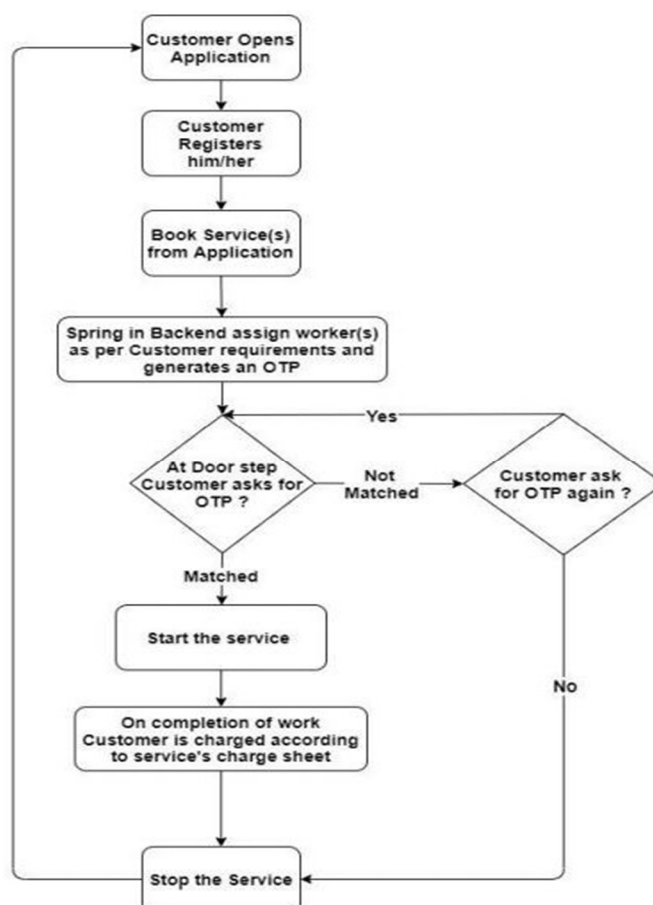 Customer Opens
Application
Customer
Registers
him/her
Book Service(s)
from Application
Spring in Backend assign worker(s)
as per Customer requirements and
generates an OTP
Yes
At Door step
Customer asks for
OTP ?
Not
Matched
Customer ask
for OTP again ?
Matched
Start the service
No
On completion of work
Customer is charged according
to service's charge sheet
Stop the Service